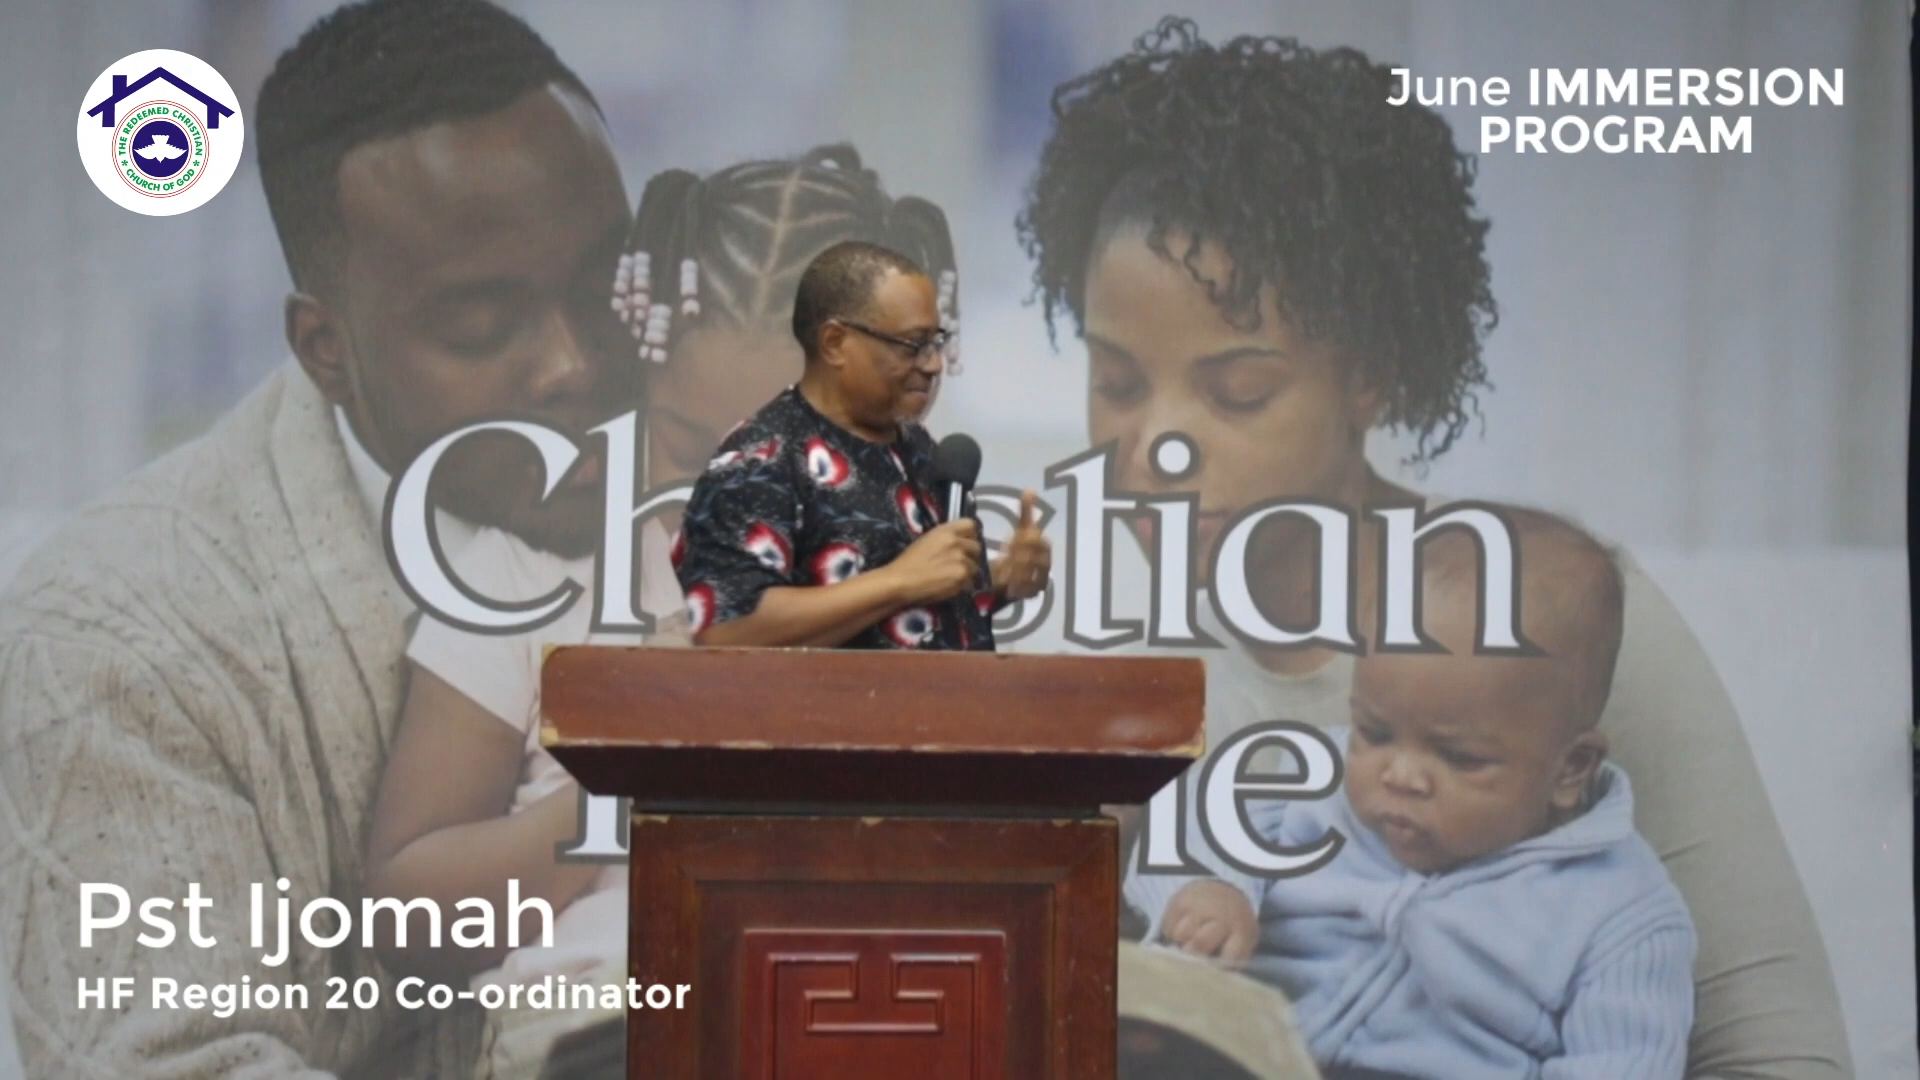 THE REDEEMED CHRISTIAN
CHURCH OF GOD
June IMMERSION
PROGRAM
Pst Ijomah
HF Region 20 Co-ordinator